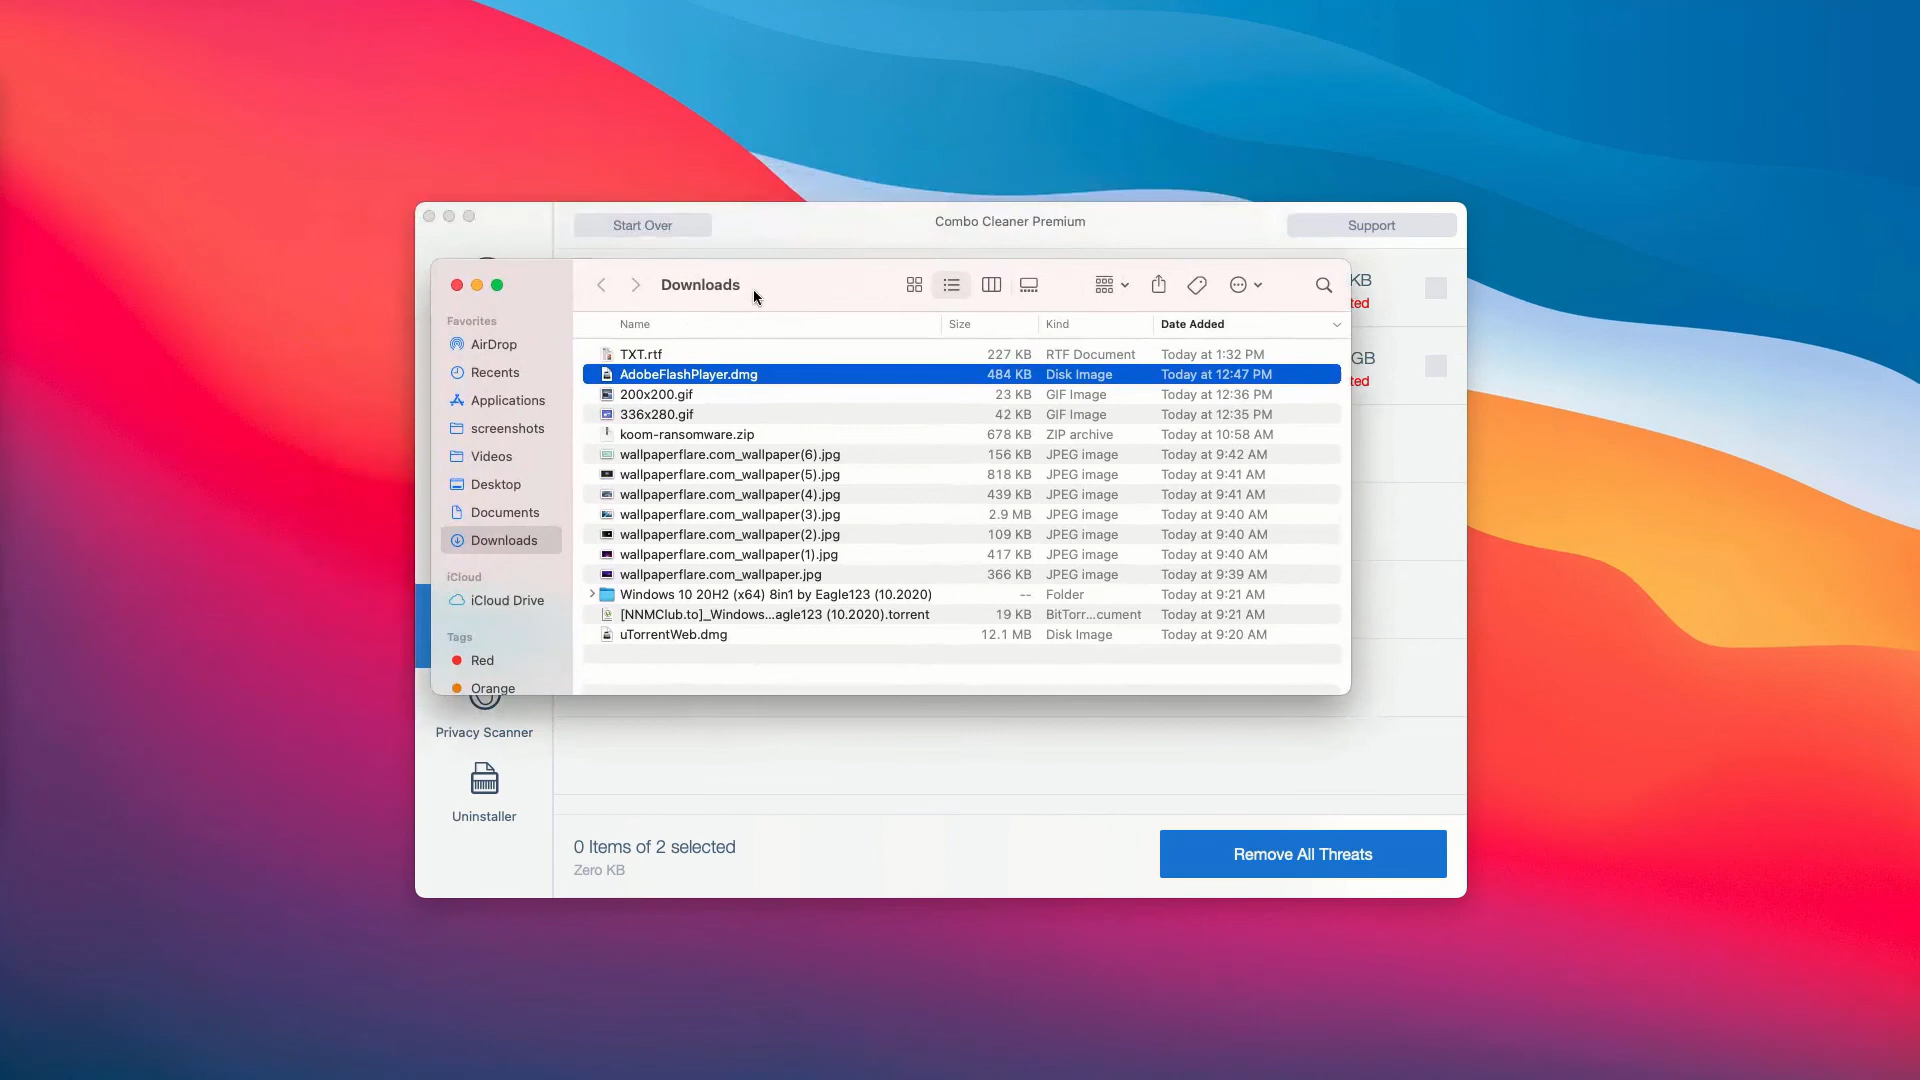 Start Over
Combo Cleaner Premium
Support
Downloads
KB
ted
GB
ted
Favorites
AirDrop
Recents
Applications
screenshots
Videos
Desktop
Documents
Downloads
iCloud
iCloud Drive
Tags
Red
Orange
Name Size Kind Date Added
TXT.rtf 227 KB RTF Document Today at 1:32 PM
AdobeFlashPlayer.dmg 484 KB Disk Image Today at 12:47 PM
200x200.gif 23 KB GIF Image Today at 12:36 PM
336x280.gif 42 KB GIF Image Today at 12:35 PM
koom-ransomware.zip 678 KB ZIP archive Today at 10:58 AM
wallpaperflare.com_wallpaper(6).jpg 156 KB JPEG image Today at 9:42 AM
wallpaperflare.com_wallpaper(5).jpg 818 KB JPEG image Today at 9:41 AM
wallpaperflare.com_wallpaper(4).jpg 439 KB JPEG image Today at 9:41 AM
wallpaperflare.com_wallpaper(3).jpg 2.9 MB JPEG image Today at 9:40 AM
wallpaperflare.com_wallpaper(2).jpg 109 KB JPEG image Today at 9:40 AM
wallpaperflare.com_wallpaper(1).jpg 417 KB JPEG image Today at 9:40 AM
wallpaperflare.com_wallpaper.jpg 366 KB JPEG image Today at 9:39 AM
Windows 10 20H2 (x64) 8in1 by Eagle123 (10.2020) -- Folder Today at 9:21 AM
[NNMClub.to]_Windows...agle123 (10.2020).torrent 19 KB BitTorr...cument Today at 9:21 AM
uTorrentWeb.dmg 12.1 MB Disk Image Today at 9:20 AM
Privacy Scanner
Uninstaller
0 Items of 2 selected
Zero KB
Remove All Threats